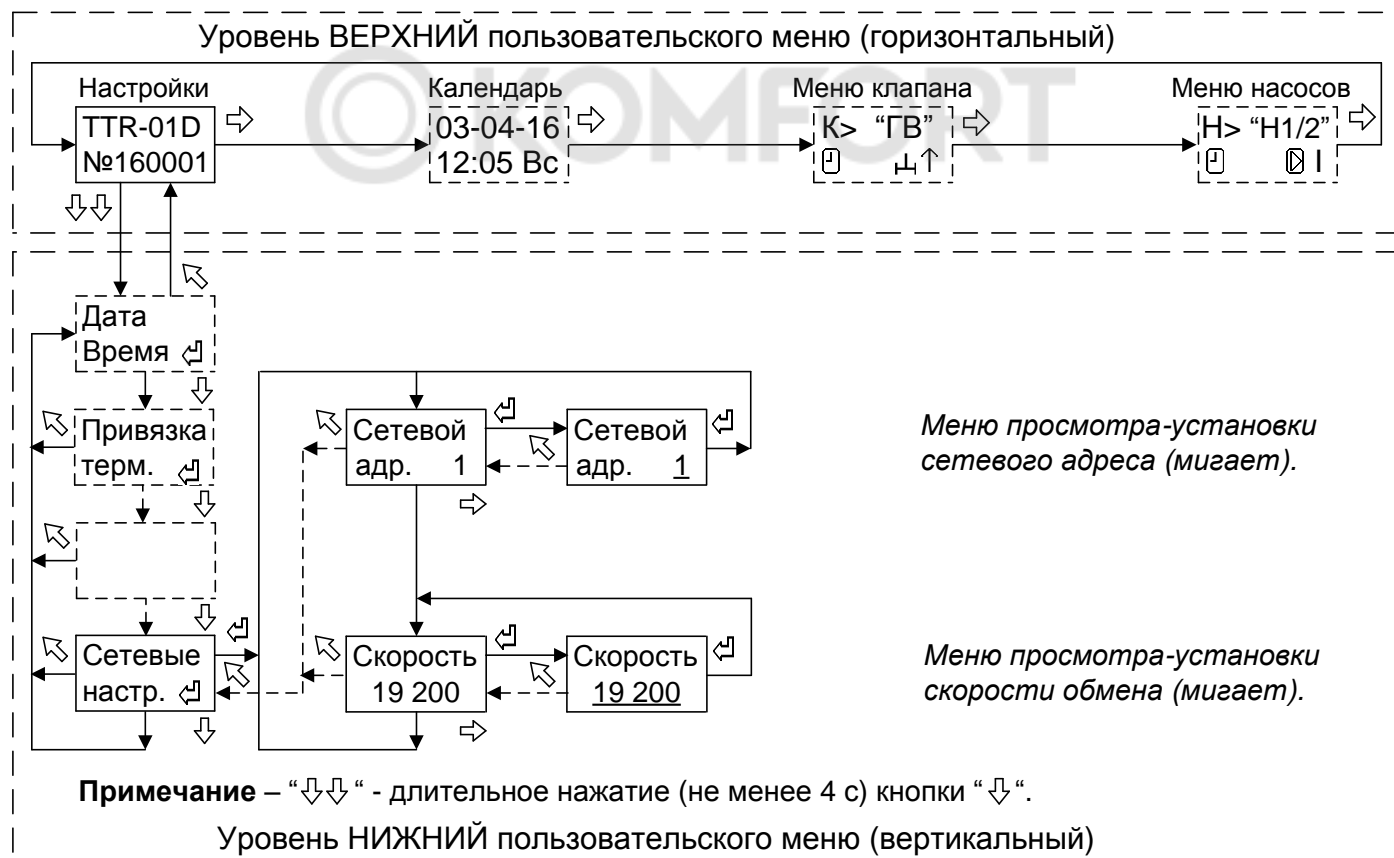 Уровень ВЕРХНИЙ пользовательского меню (горизонтальный)
KOMFORT
Настройки
Календарь
Меню клапана
Меню насосов
TTR-01D
№160001
03-04-16
12:05 Вс
К> “ГВ”
Н> “Н1/2”
I
Дата
Время
Привязка
терм.
Сетевой
адр. 1
Сетевой
адр. 1
Меню просмотра-установки
сетевого адреса (мигает).
Сетевые
настр.
Скорость
19 200
Скорость
19 200
Меню просмотра-установки
скорости обмена (мигает).
Примечание – “⇩⇩“ - длительное нажатие (не менее 4 с) кнопки “⇩“.
Уровень НИЖНИЙ пользовательского меню (вертикальный)